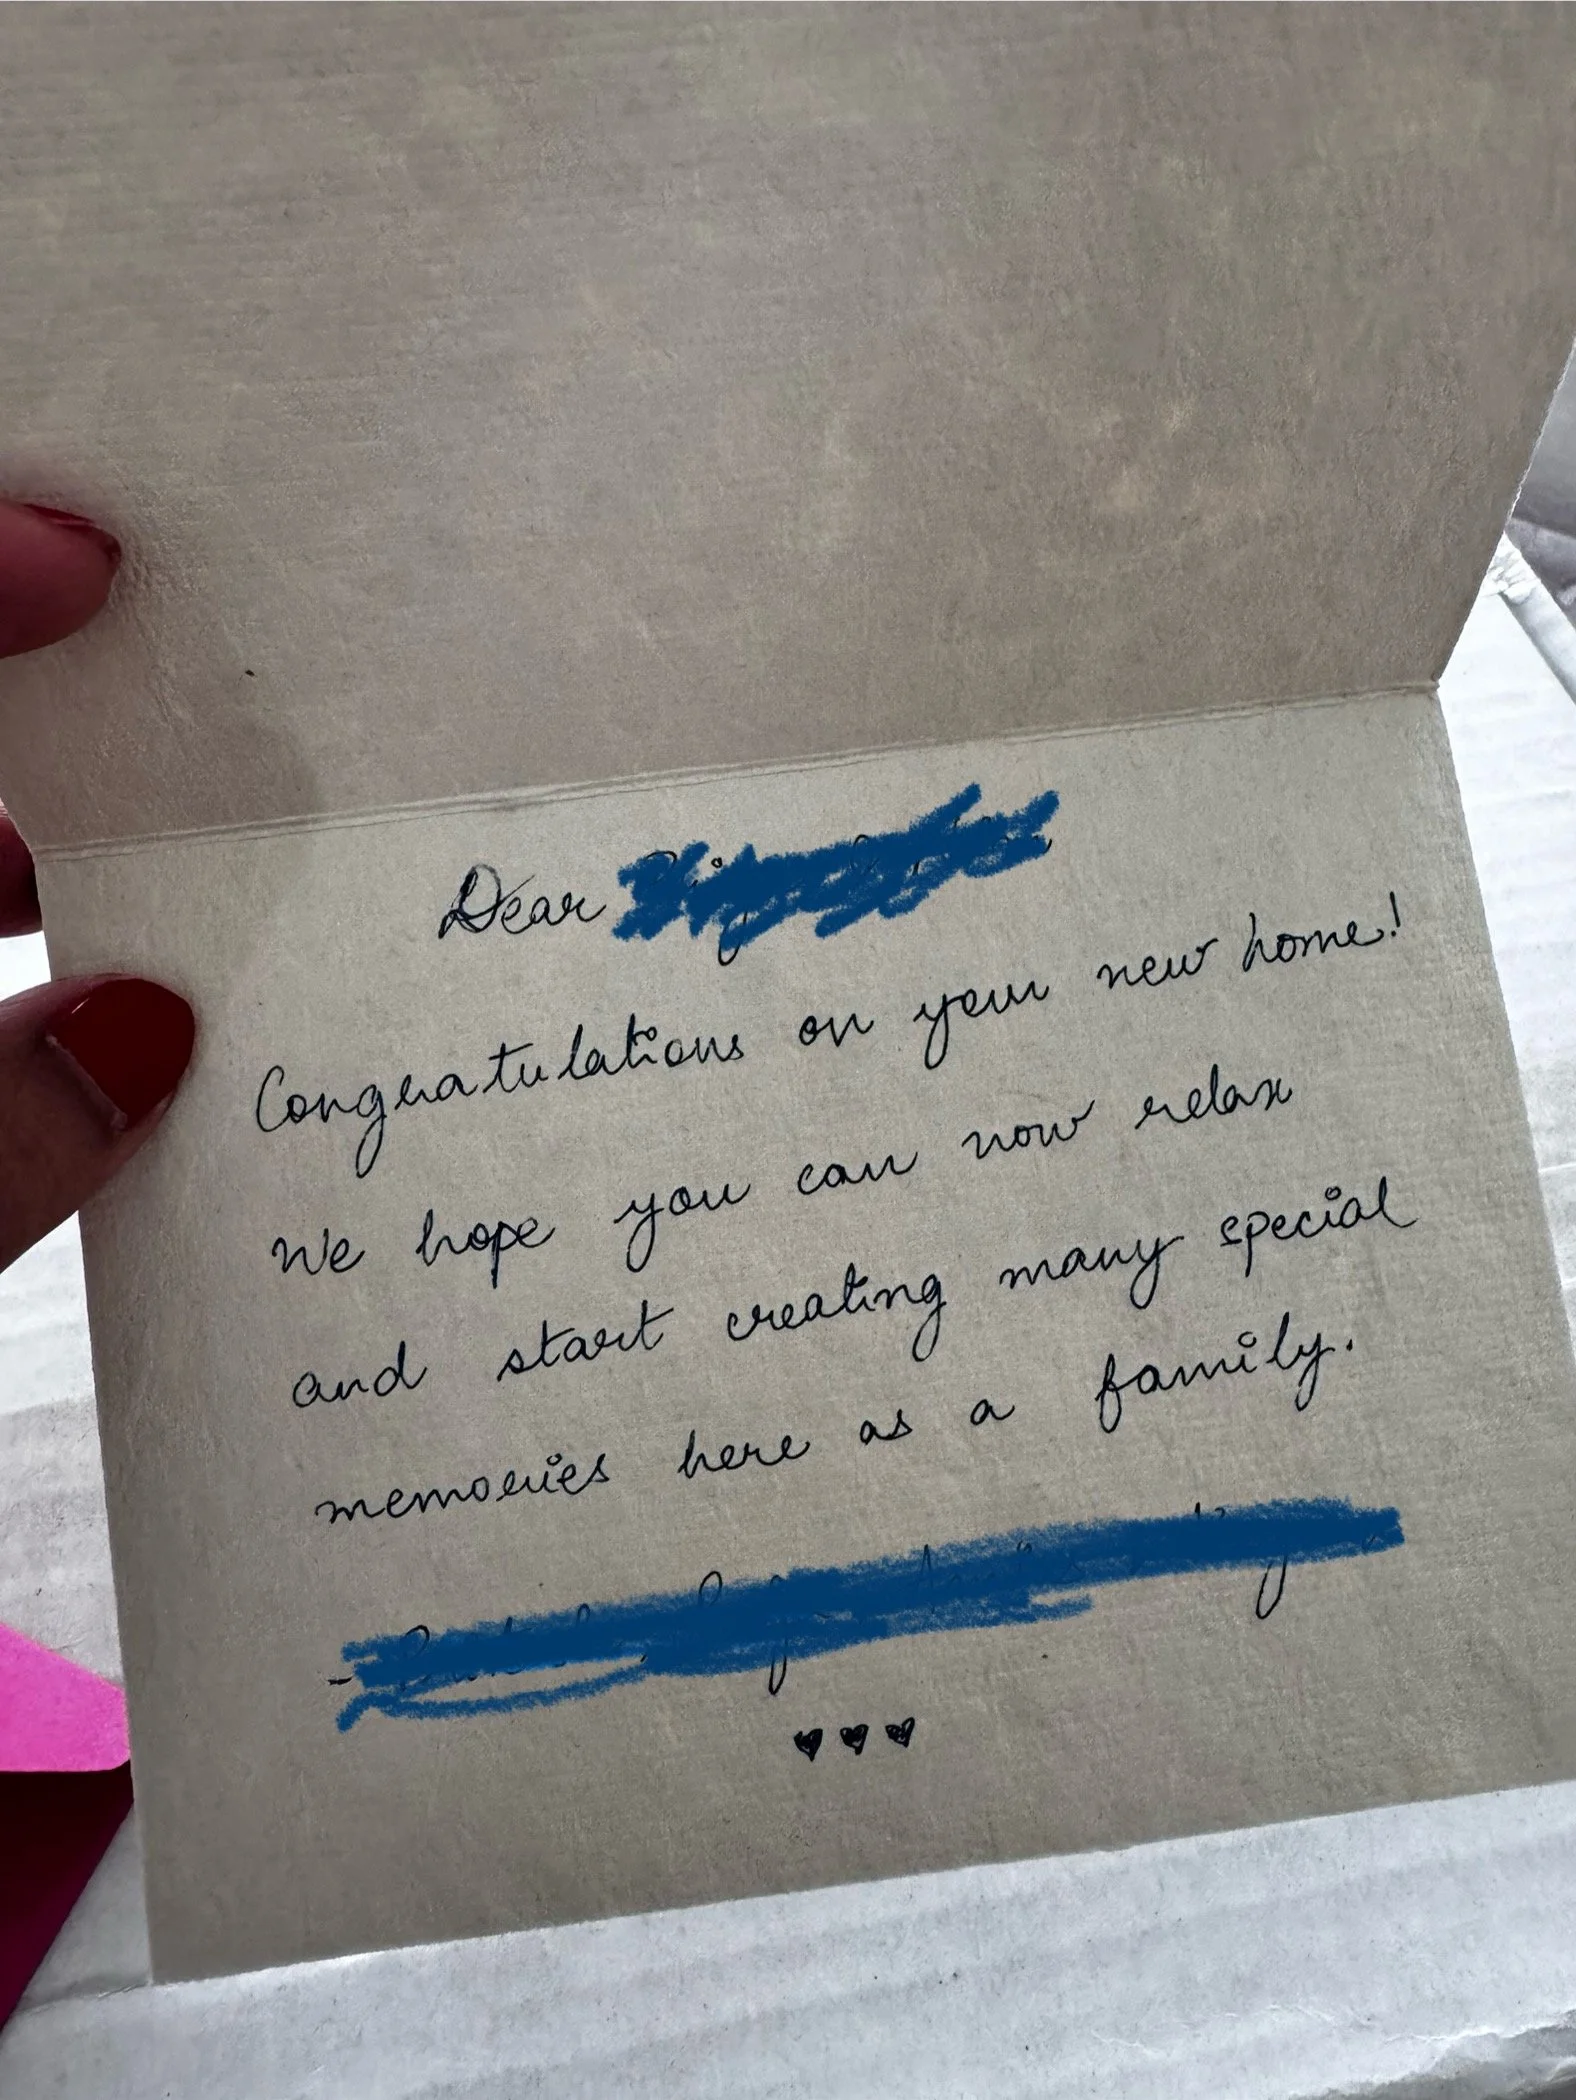 Dear
Congratulations on your new home!
We hope you can now relax
and start creating many special
memories here as a family.